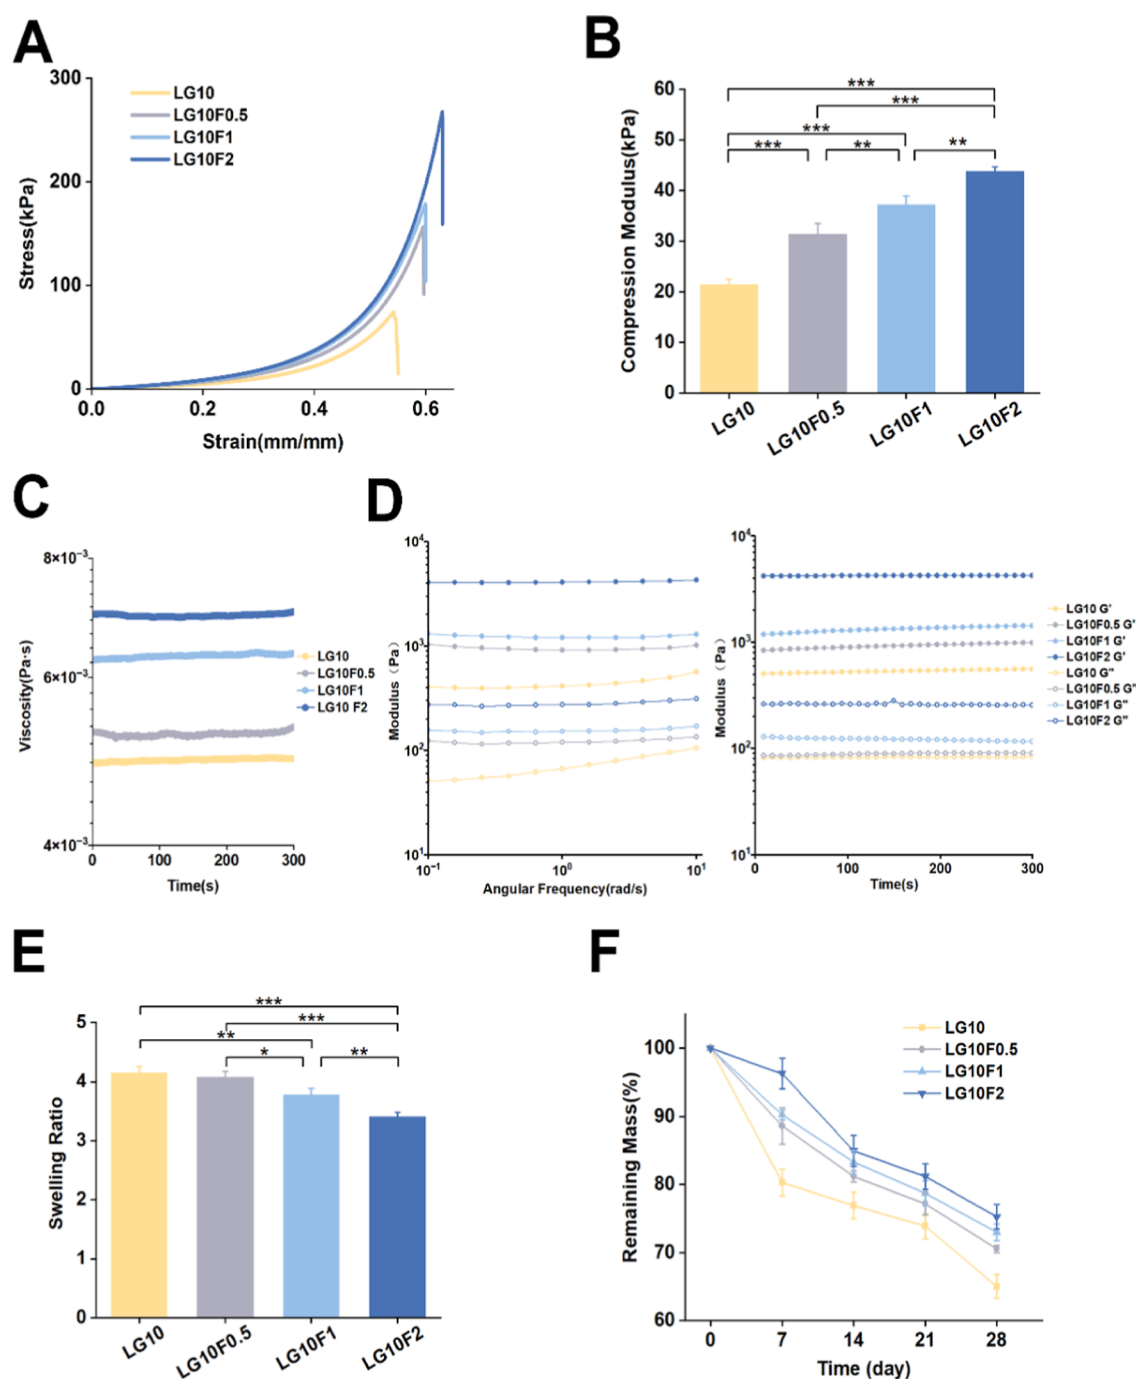 A
300
200
100
0
0.0
0.2
0.4
0.6
Stress(kPa)
Strain(mm/mm)
LG10
LG10F0.5
LG10F1
LG10F2
B
60
50
40
30
20
10
0
Compression Modulus(kPa)
***
***
***
***
**
**
LG10
LG10F0.5
LG10F1
LG10F2
C
8×10⁻³
6×10⁻³
4×10⁻³
Viscosity(Pa·s)
0
100
200
300
Time(s)
LG10
LG10F0.5
LG10F1
LG10 F2
D
10⁴
10³
10²
10¹
Modulus (Pa)
10⁻¹
10⁰
10¹
Angular Frequency(rad/s)
10⁴
10³
10²
10¹
Modulus (Pa)
0
100
200
300
Time(s)
LG10 G'
LG10F0.5 G'
LG10F1 G'
LG10F2 G'
LG10 G"
LG10F0.5 G"
LG10F1 G"
LG10F2 G"
E
5
4
3
2
1
0
Swelling Ratio
***
***
**
*
**
LG10
LG10F0.5
LG10F1
LG10F2
F
100
90
80
70
60
Remaining Mass(%)
0
7
14
21
28
Time (day)
LG10
LG10F0.5
LG10F1
LG10F2